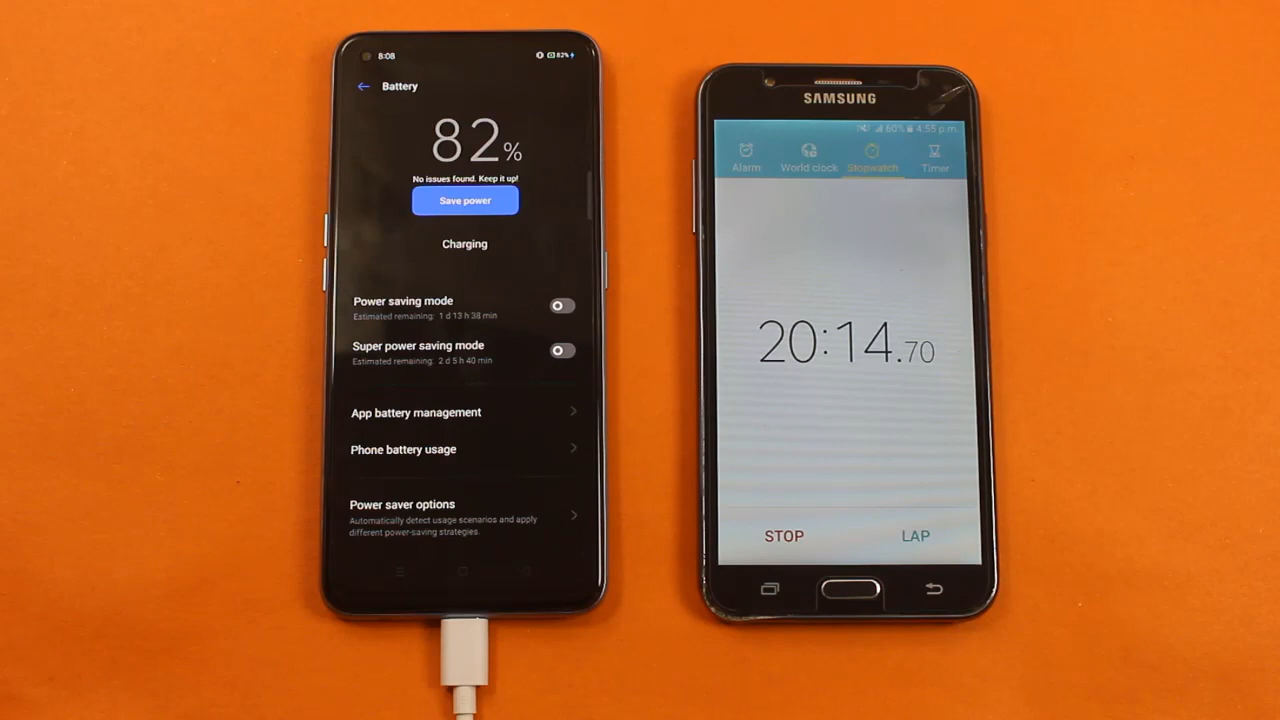 8:08
82%
Battery
82%
No issues found. Keep it up!
Save power
Charging
Power saving mode
Estimated remaining: 1 d 13 h 38 min
Super power saving mode
Estimated remaining: 2 d 5 h 40 min
App battery management
Phone battery usage
Power saver options
Automatically detect usage scenarios and apply
different power-saving strategies.
SAMSUNG
60% 4:55 p.m.
Alarm World clock Stopwatch Timer
20:14.70
STOP LAP